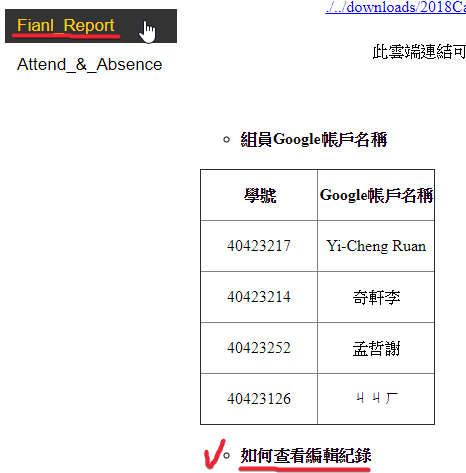 Fianl_Report
Attend_&_Absence
./../downloads/2018Ca
此雲端連結可
組員Google帳戶名稱
學號 Google帳戶名稱
40423217 Yi-Cheng Ruan
40423214 奇軒李
40423252 孟哲謝
40423126 ㄐㄐㄏ
如何查看編輯紀錄